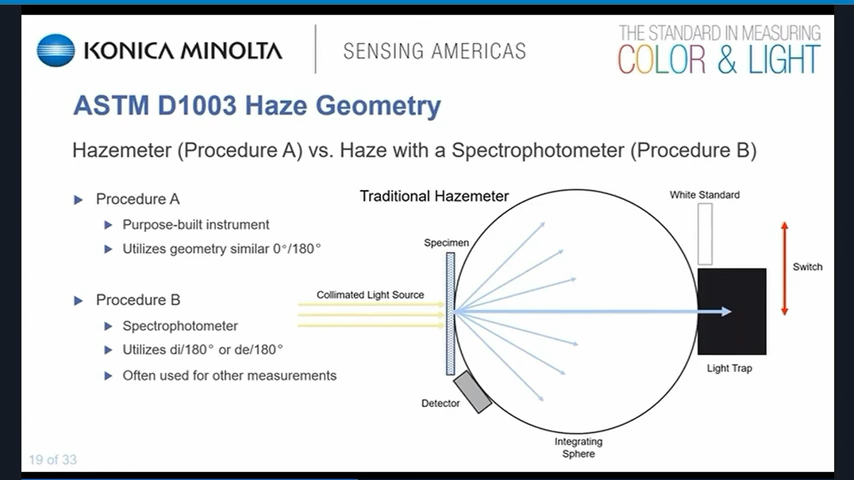 KONICA MINOLTA
SENSING AMERICAS
THE STANDARD IN MEASURING
COLOR & LIGHT
ASTM D1003 Haze Geometry
Hazemeter (Procedure A) vs. Haze with a Spectrophotometer (Procedure B)
Procedure A
Purpose-built instrument
Utilizes geometry similar 0°/180°
Procedure B
Spectrophotometer
Utilizes di/180° or de/180°
Often used for other measurements
Traditional Hazemeter
White Standard
Specimen
Switch
Collimated Light Source
Light Trap
Detector
Integrating
Sphere
19 of 33